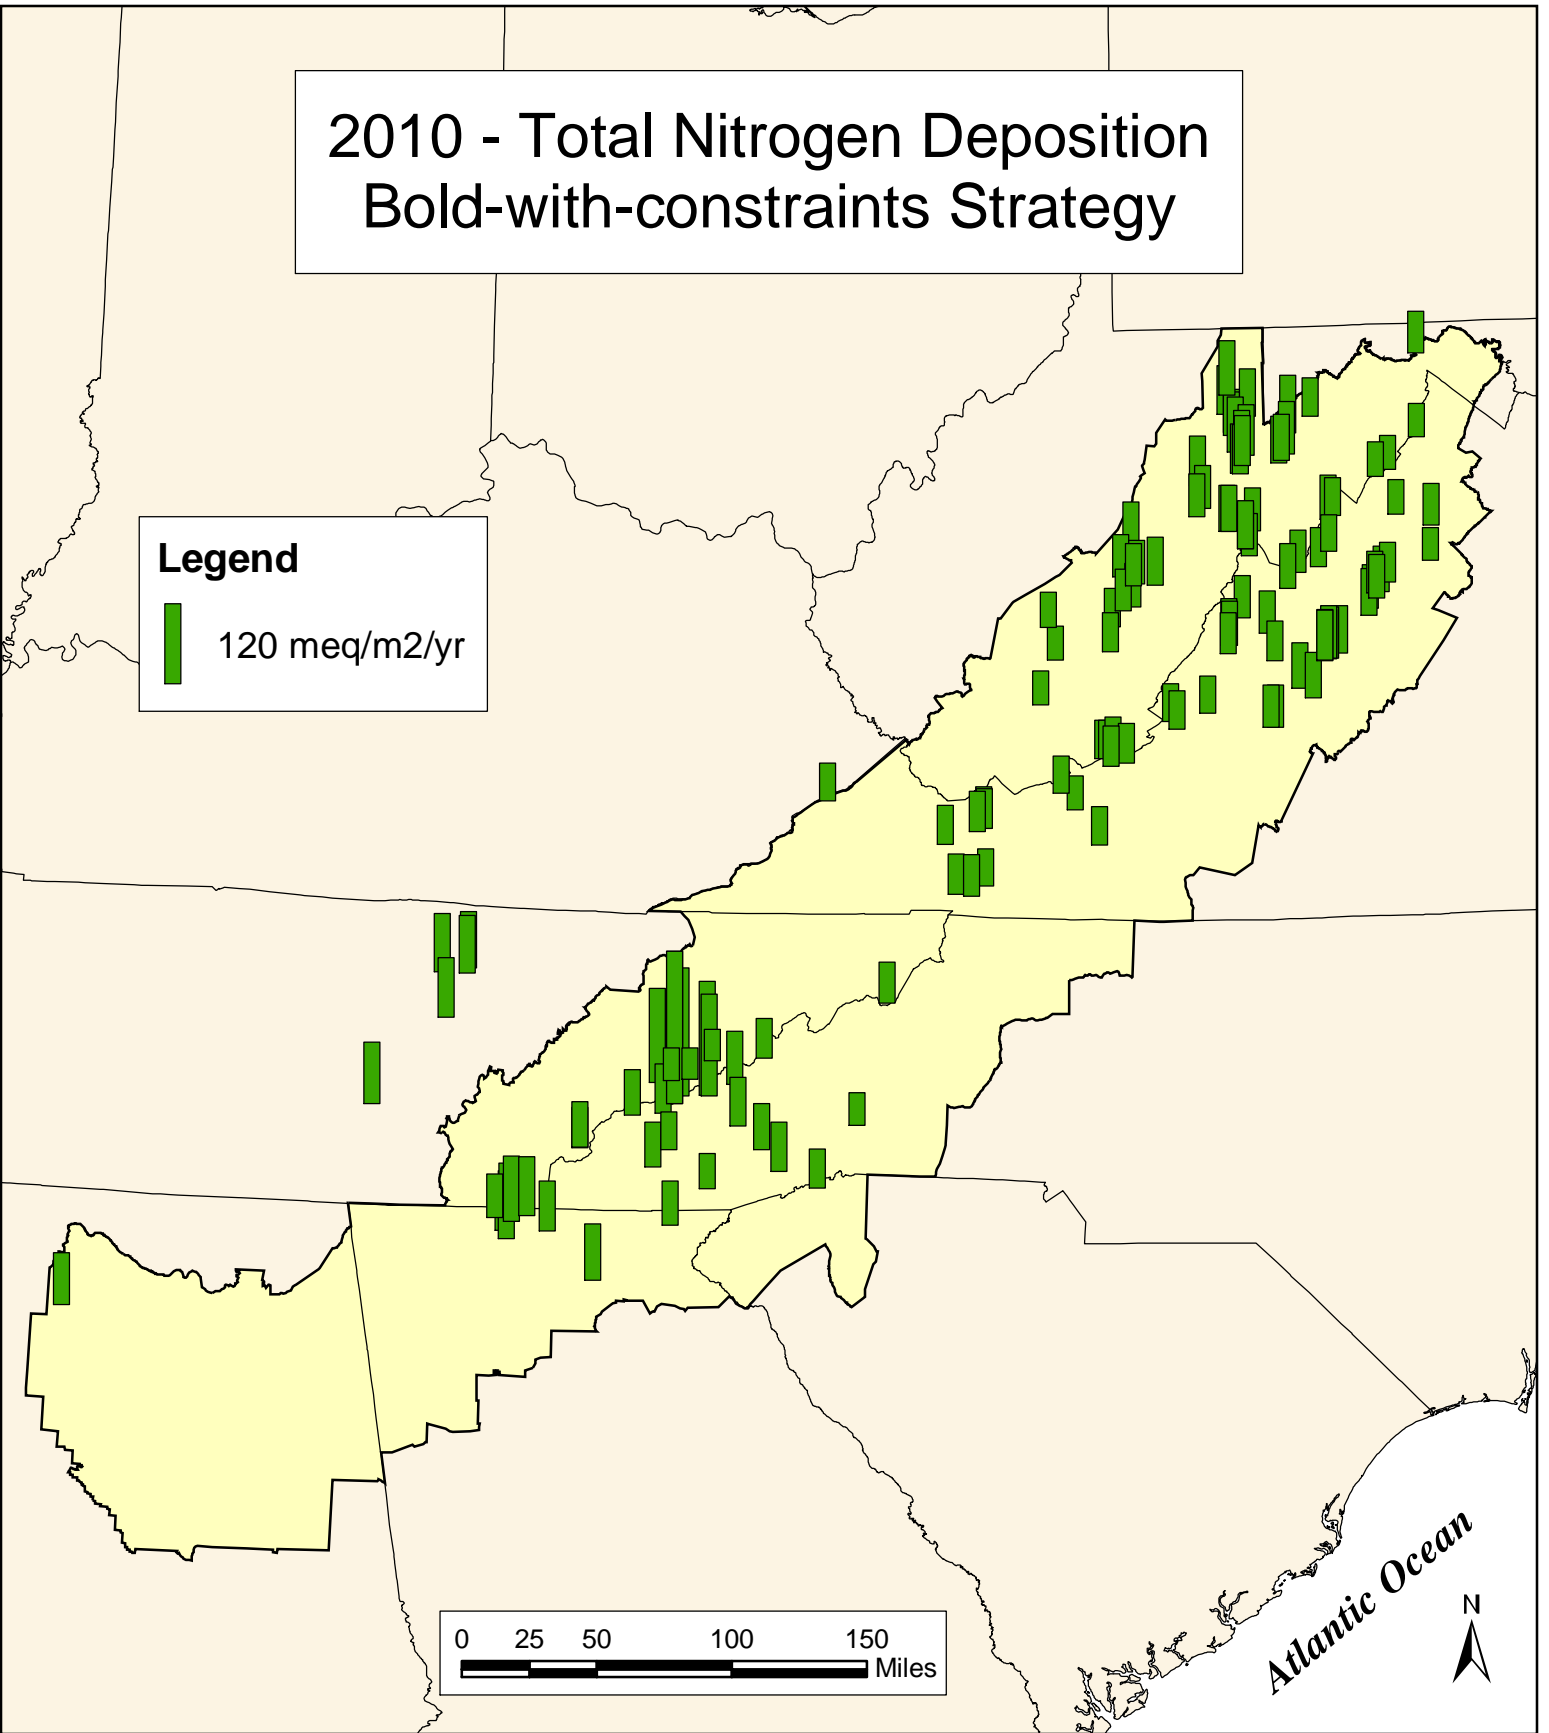 2010 - Total Nitrogen Deposition
Bold-with-constraints Strategy
Legend
120 meq/m2/yr
0 25 50 100 150
Miles
Atlantic Ocean
N